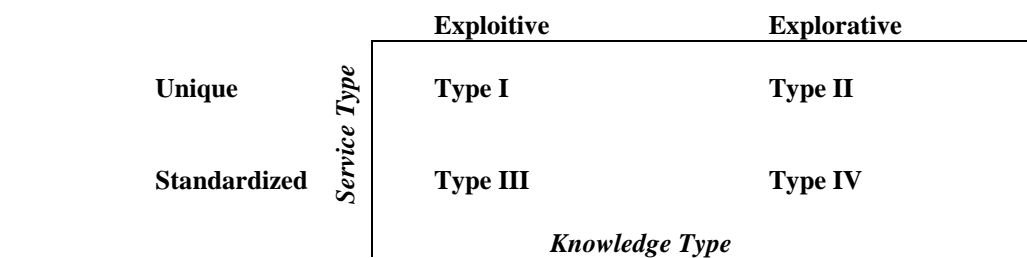 Exploitive Explorative
Unique Type I Type II
Service Type
Standardized Type III Type IV
Knowledge Type